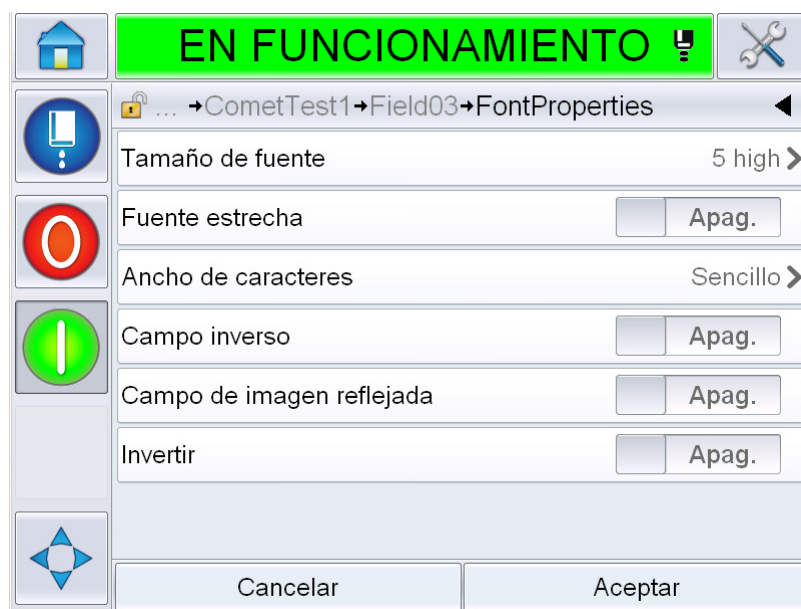 EN FUNCIONAMIENTO
... →CometTest1→Field03→FontProperties
Tamaño de fuente 5 high
Fuente estrecha Apag.
Ancho de caracteres Sencillo
Campo inverso Apag.
Campo de imagen reflejada Apag.
Invertir Apag.
Cancelar Aceptar